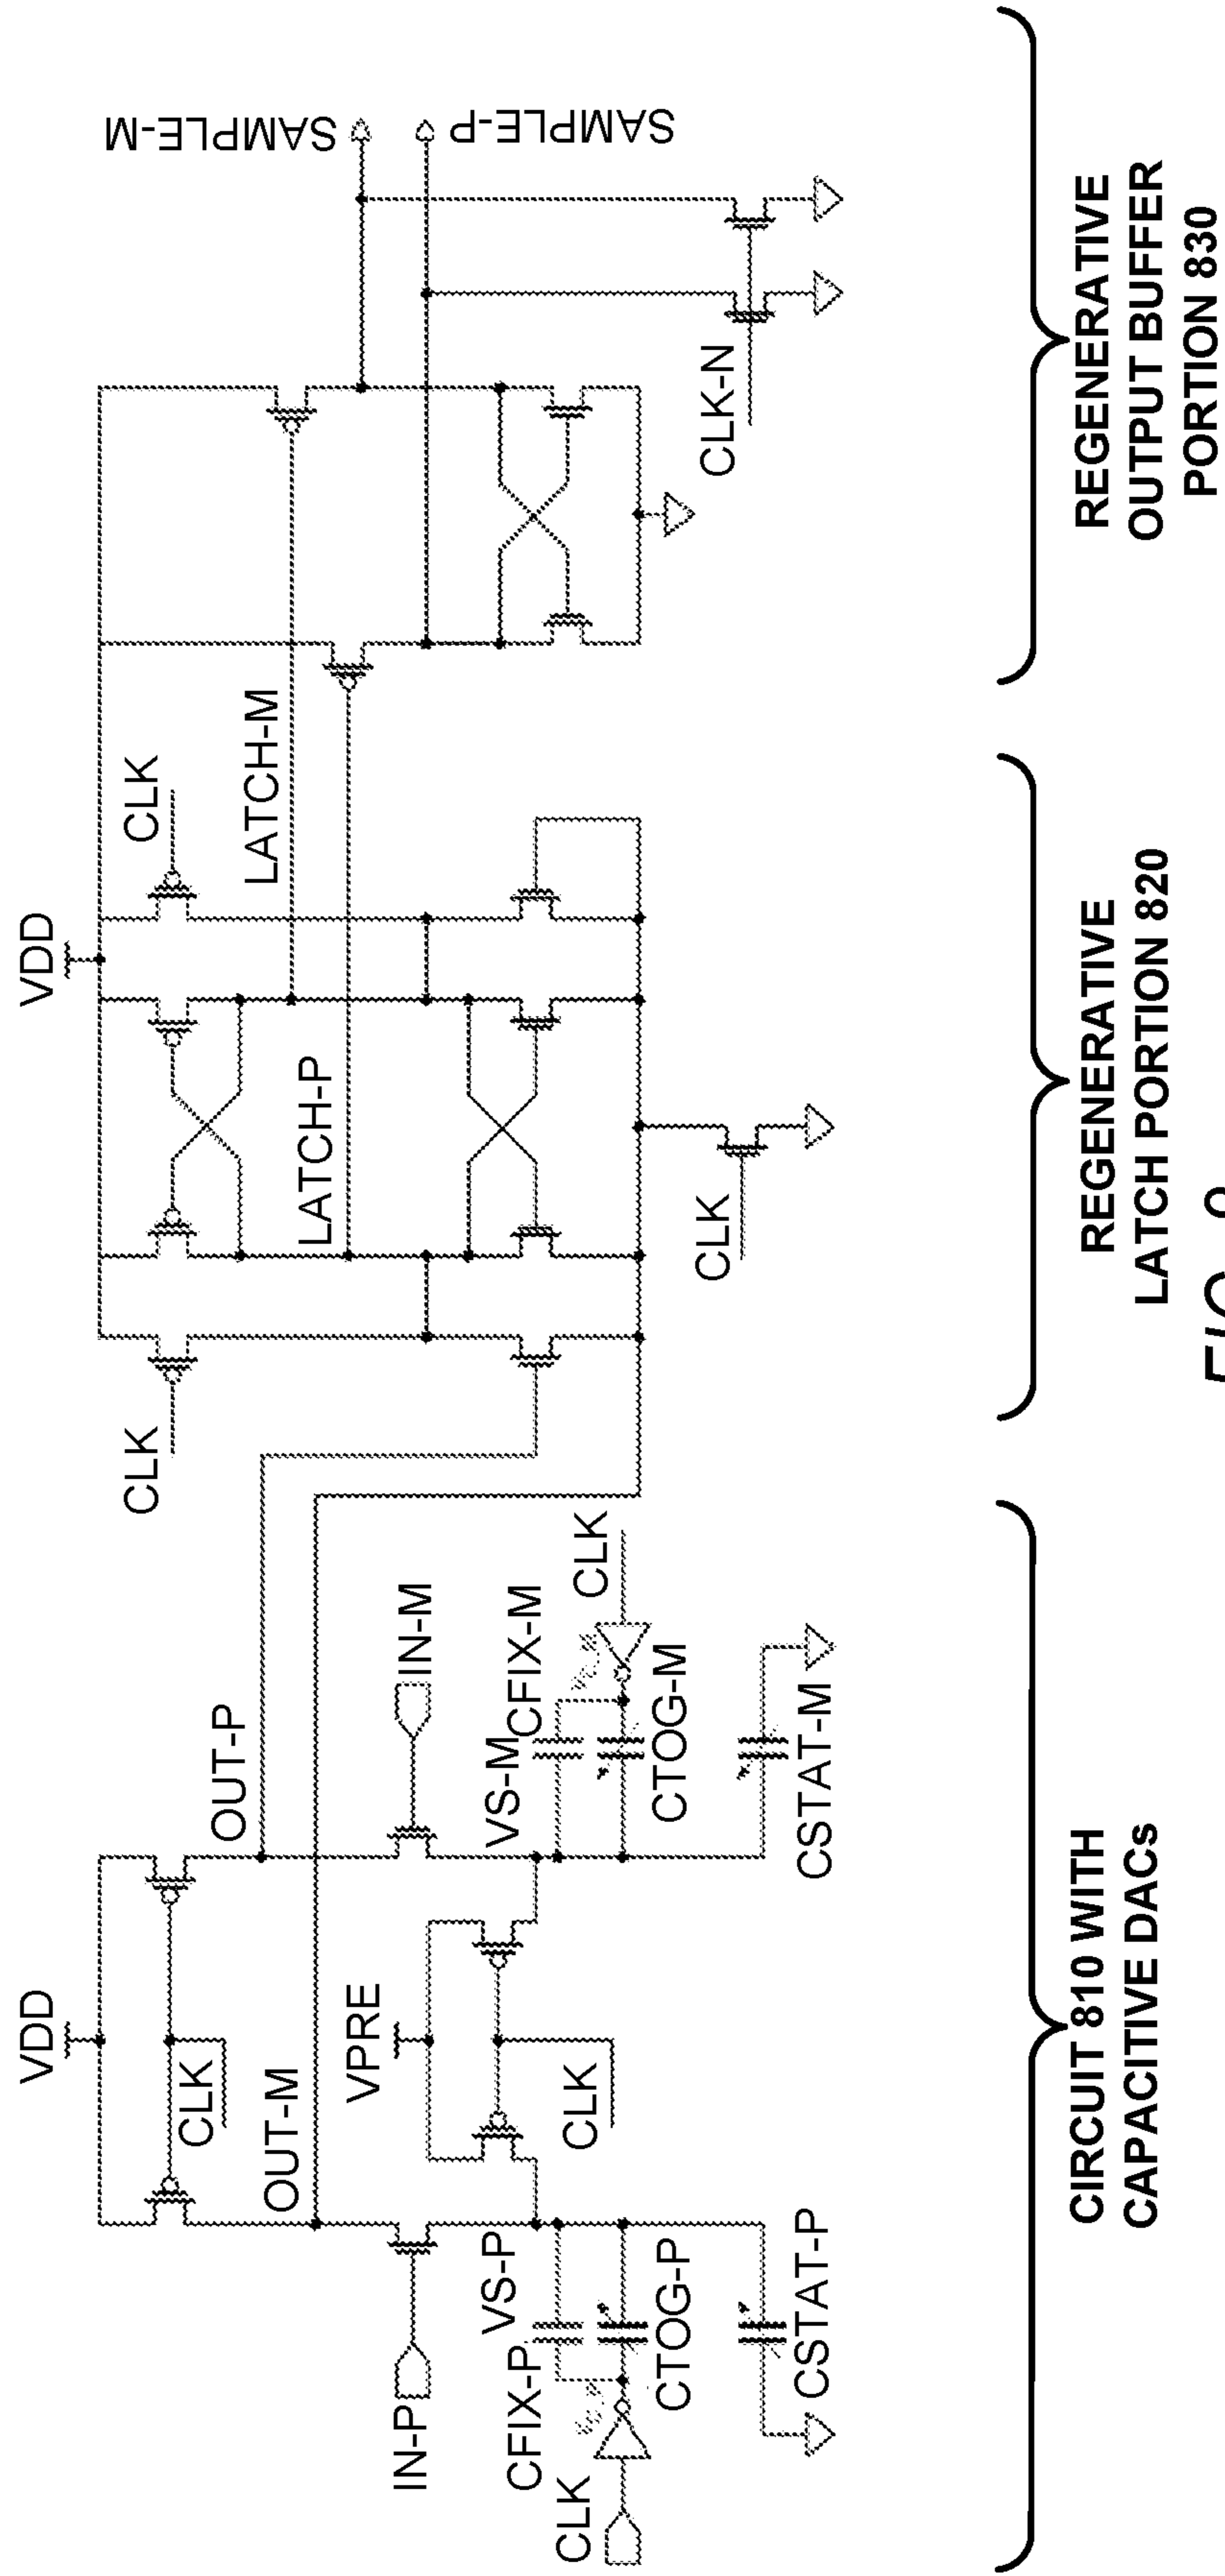 VDD
CLK
OUT-M
OUT-P
VPRE
CLK
IN-P
IN-M
VS-P
VS-M
CFIX-P
CFIX-M
CTOG-P
CTOG-M
CLK
CLK
CSTAT-P
CSTAT-M
CIRCUIT 810 WITH
CAPACITIVE DACs
VDD
CLK
CLK
LATCH-P
LATCH-M
CLK
REGENERATIVE
LATCH PORTION 820
SAMPLE-M
SAMPLE-P
CLK-N
REGENERATIVE
OUTPUT BUFFER
PORTION 830